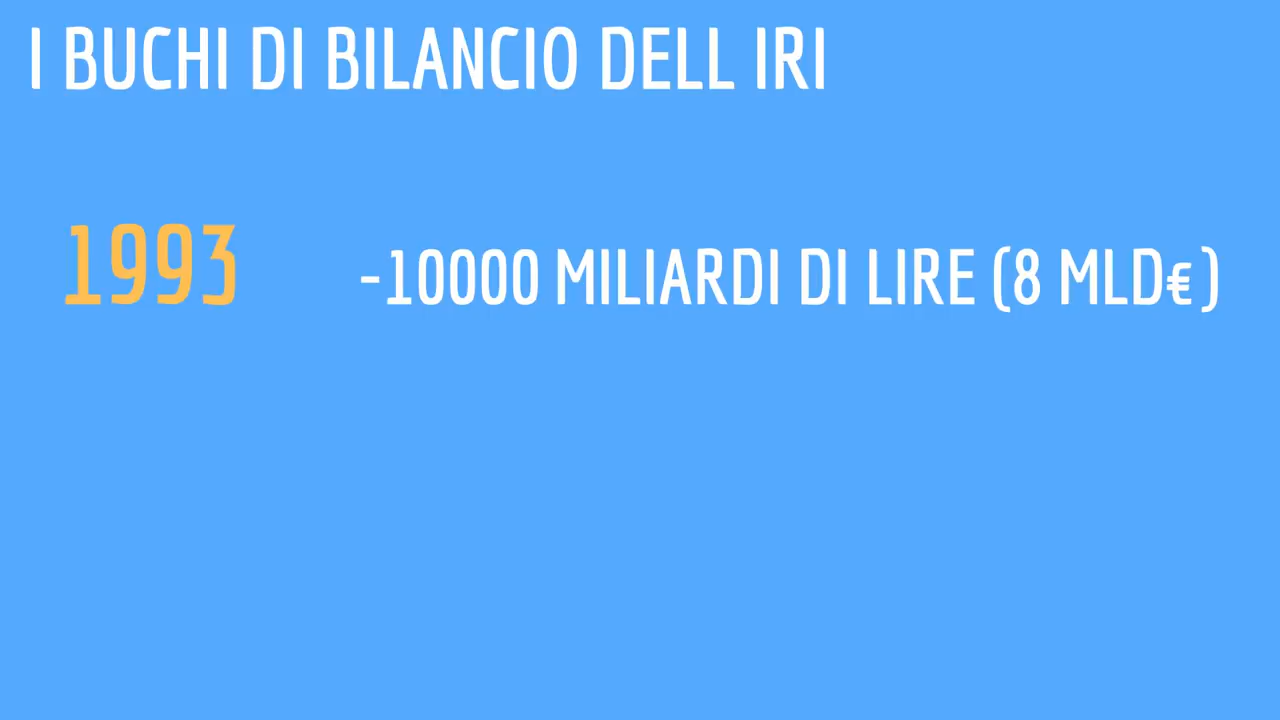 I BUCHI DI BILANCIO DELL IRI
1993 -10000 MILIARDI DI LIRE (8 MLD€)